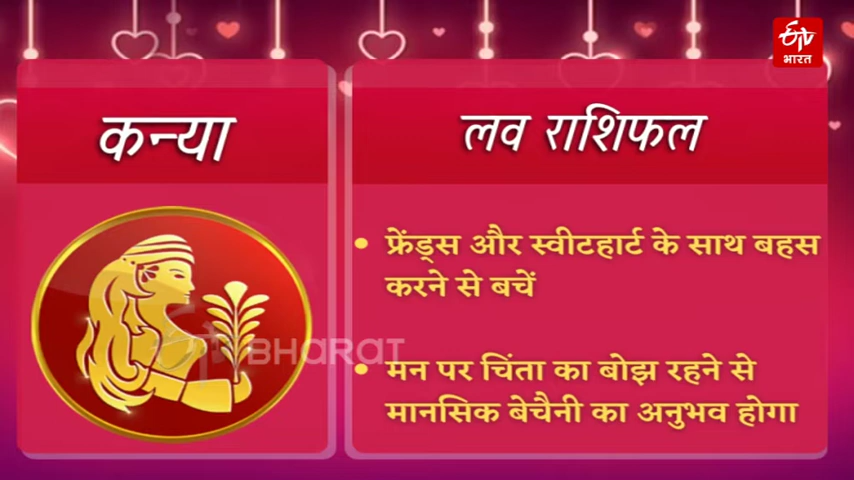 ETV
भारत
कन्या
लव राशिफल
• फ्रेंड्स और स्वीटहार्ट के साथ बहस
करने से बचें
• मन पर चिंता का बोझ रहने से
मानसिक बेचैनी का अनुभव होगा
BHARAT